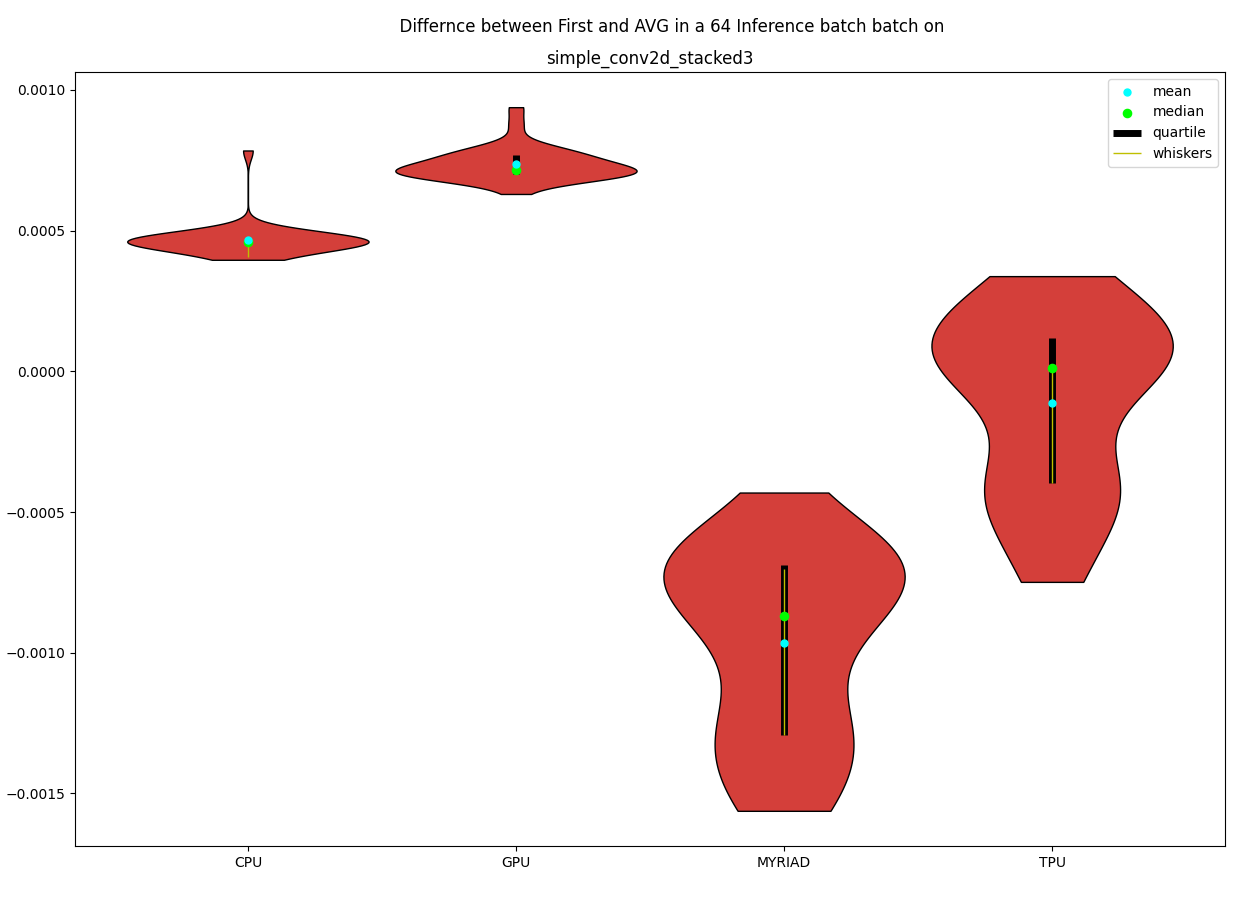 Differnce between First and AVG in a 64 Inference batch batch on
simple_conv2d_stacked3
mean
median
quartile
whiskers
0.0010
0.0005
0.0000
−0.0005
−0.0010
−0.0015
CPU GPU MYRIAD TPU